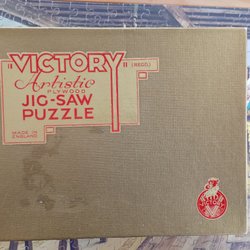 "VICTORY" (REGD.)
Artistic
PLYWOOD
JIG-SAW
PUZZLE
MADE IN
ENGLAND